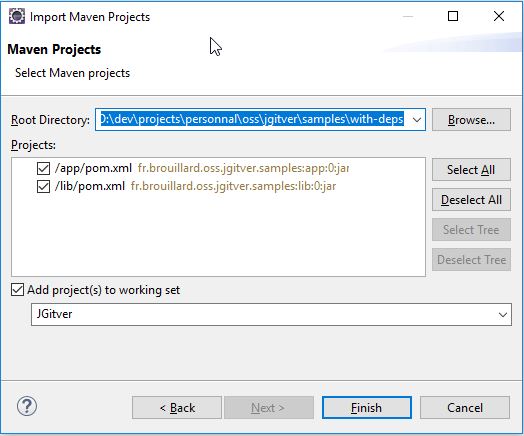 Import Maven Projects
Maven Projects
Select Maven projects
Root Directory: D:\dev\projects\personnal\oss\jgitver\samples\with-deps Browse...
Projects:
/app/pom.xml fr.brouillard.oss.jgitver.samples:app:0:jar
/lib/pom.xml fr.brouillard.oss.jgitver.samples:lib:0:jar
Select All
Deselect All
Select Tree
Deselect Tree
Add project(s) to working set
JGitver
? < Back Next > Finish Cancel